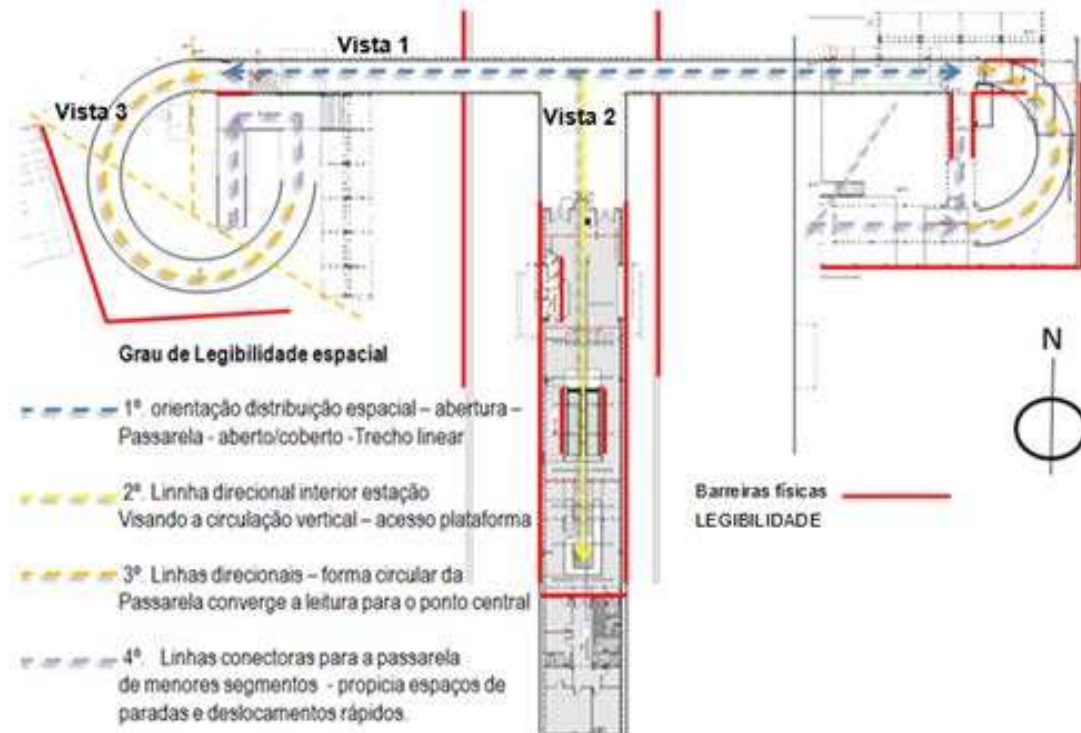 Vista 1
Vista 3
Vista 2
Grau de Legibilidade espacial
1º. orientação distribuição espacial – abertura –
Passarela - aberto/coberto -Trecho linear
2º. Linnha direcional interior estação
Visando a circulação vertical – acesso plataforma
3º. Linhas direcionais – forma circular da
Passarela converge a leitura para o ponto central
4º. Linhas conectoras para a passarela
de menores segmentos - propicia espaços de
paradas e deslocamentos rápidos.
N
Barreiras físicas
LEGIBILIDADE